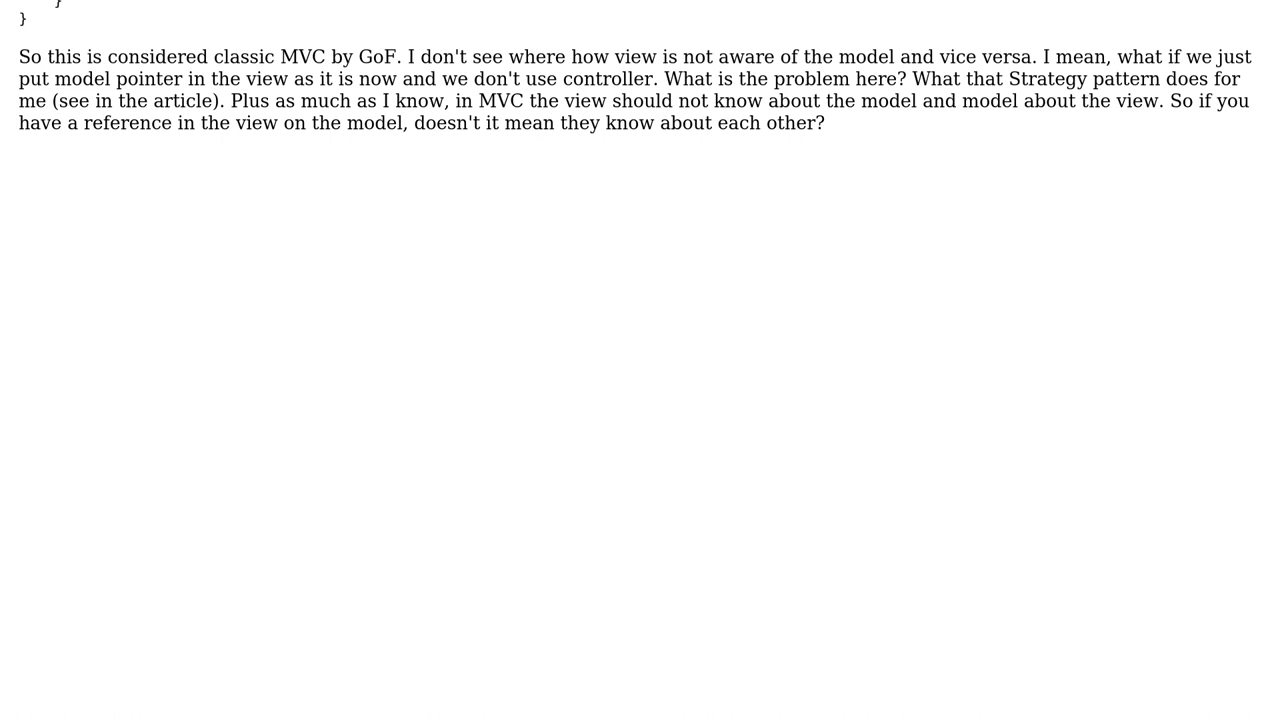 }
}
So this is considered classic MVC by GoF. I don't see where how view is not aware of the model and vice versa. I mean, what if we just
put model pointer in the view as it is now and we don't use controller. What is the problem here? What that Strategy pattern does for
me (see in the article). Plus as much as I know, in MVC the view should not know about the model and model about the view. So if you
have a reference in the view on the model, doesn't it mean they know about each other?